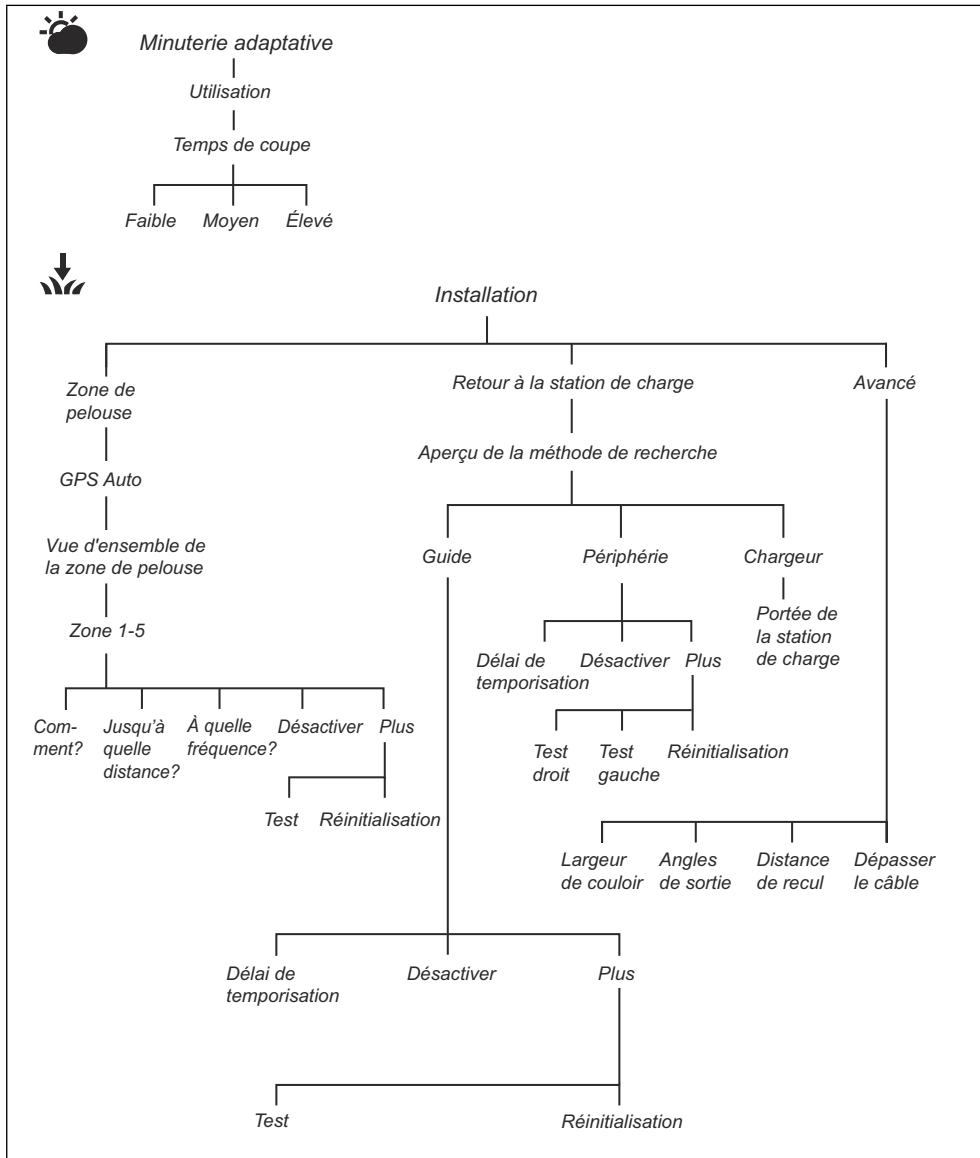 Minuterie adaptative
Utilisation
Temps de coupe
Faible
Moyen
Élevé
Installation
Zone de
pelouse
Retour à la station de charge
Avancé
Aperçu de la méthode de recherche
GPS Auto
Vue d'ensemble de
la zone de pelouse
Guide
Périphérie
Chargeur
Zone 1-5
Portée de
la station
de charge
Délai de
temporisation
Désactiver
Plus
Com-
ment?
Jusqu'à
quelle
distance?
À quelle
fréquence?
Désactiver
Plus
Test
droit
Test
gauche
Réinitialisation
Test
Réinitialisation
Largeur
de couloir
Angles
de sortie
Distance
de recul
Dépasser
le câble
Délai de
temporisation
Désactiver
Plus
Test
Réinitialisation